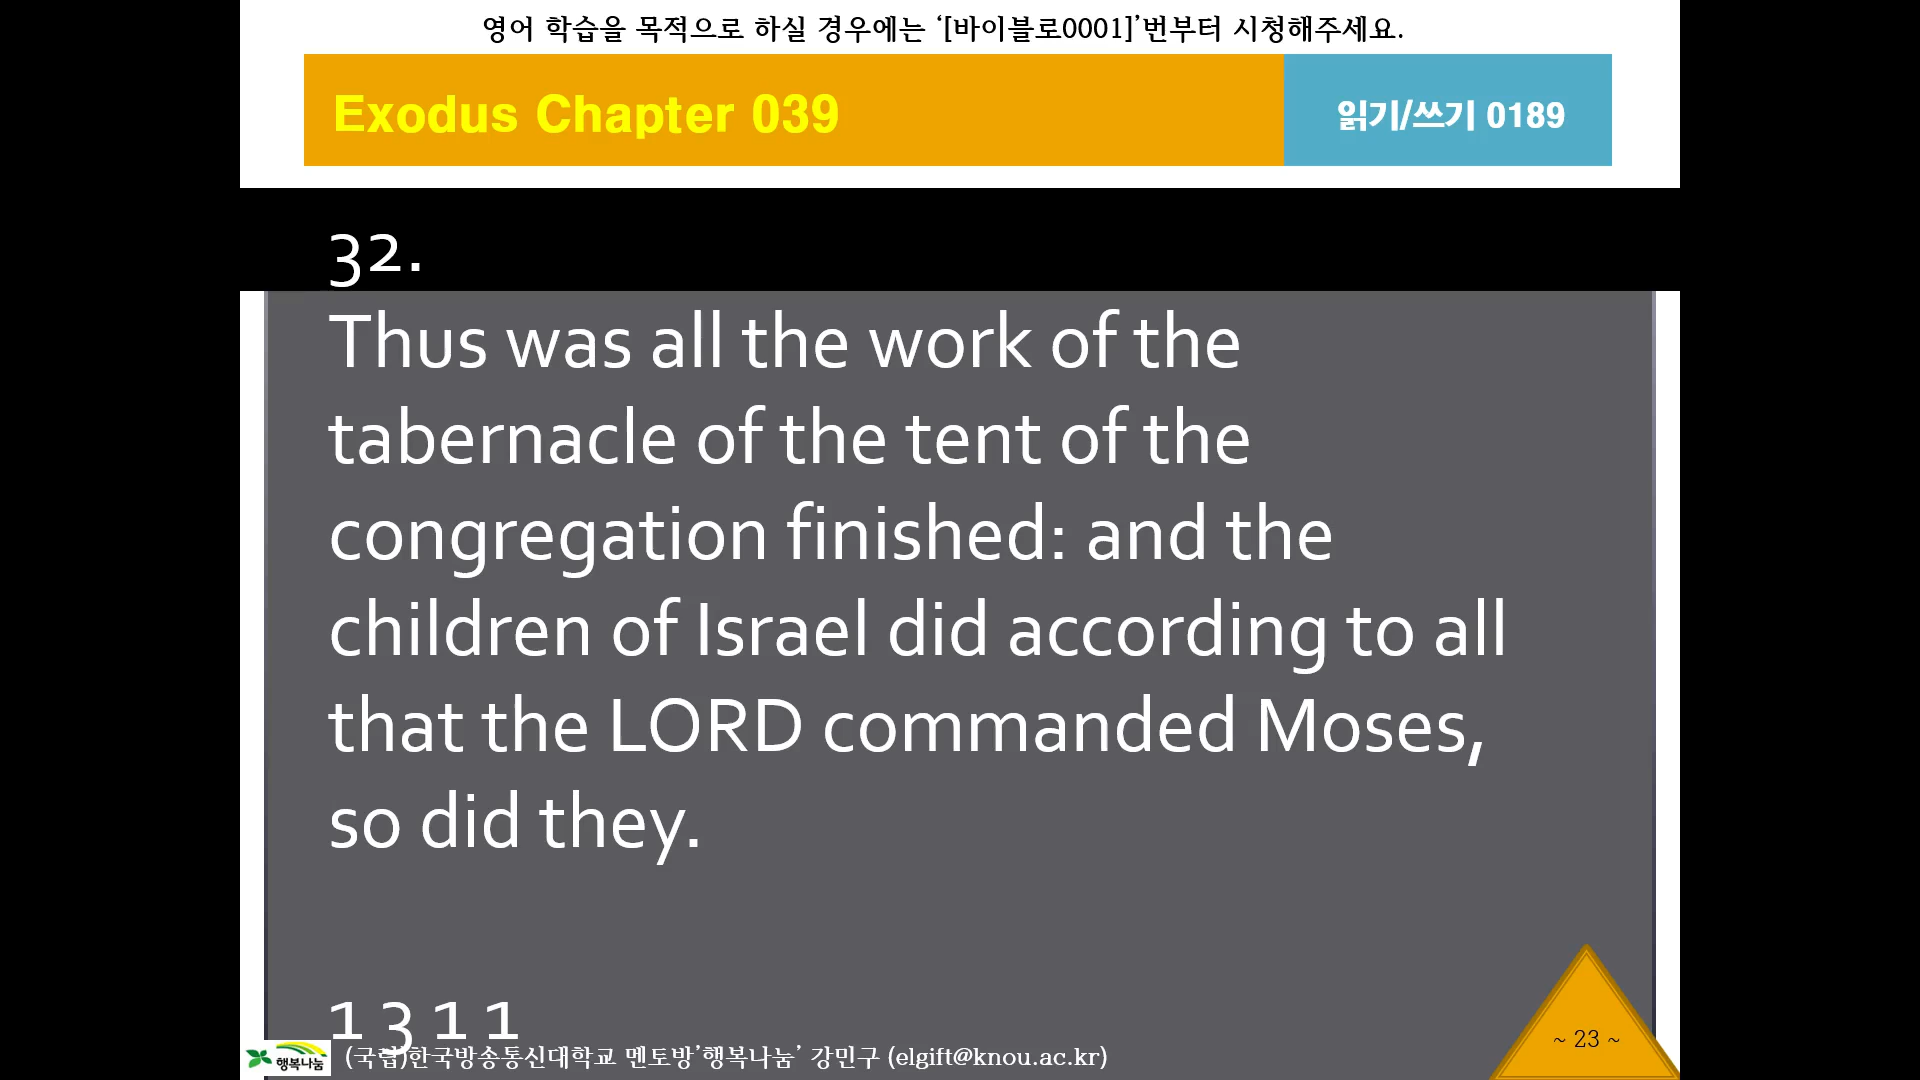 영어 학습을 목적으로 하실 경우에는 ‘[바이블로0001]’번부터 시청해주세요.
Exodus Chapter 039
읽기/쓰기 0189
32.
Thus was all the work of the
tabernacle of the tent of the
congregation finished: and the
children of Israel did according to all
that the LORD commanded Moses,
so did they.
1 3 1 1
행복나눔
(국립)한국방송통신대학교 멘토방’행복나눔’ 강민구 (elgift@knou.ac.kr)
~ 23 ~